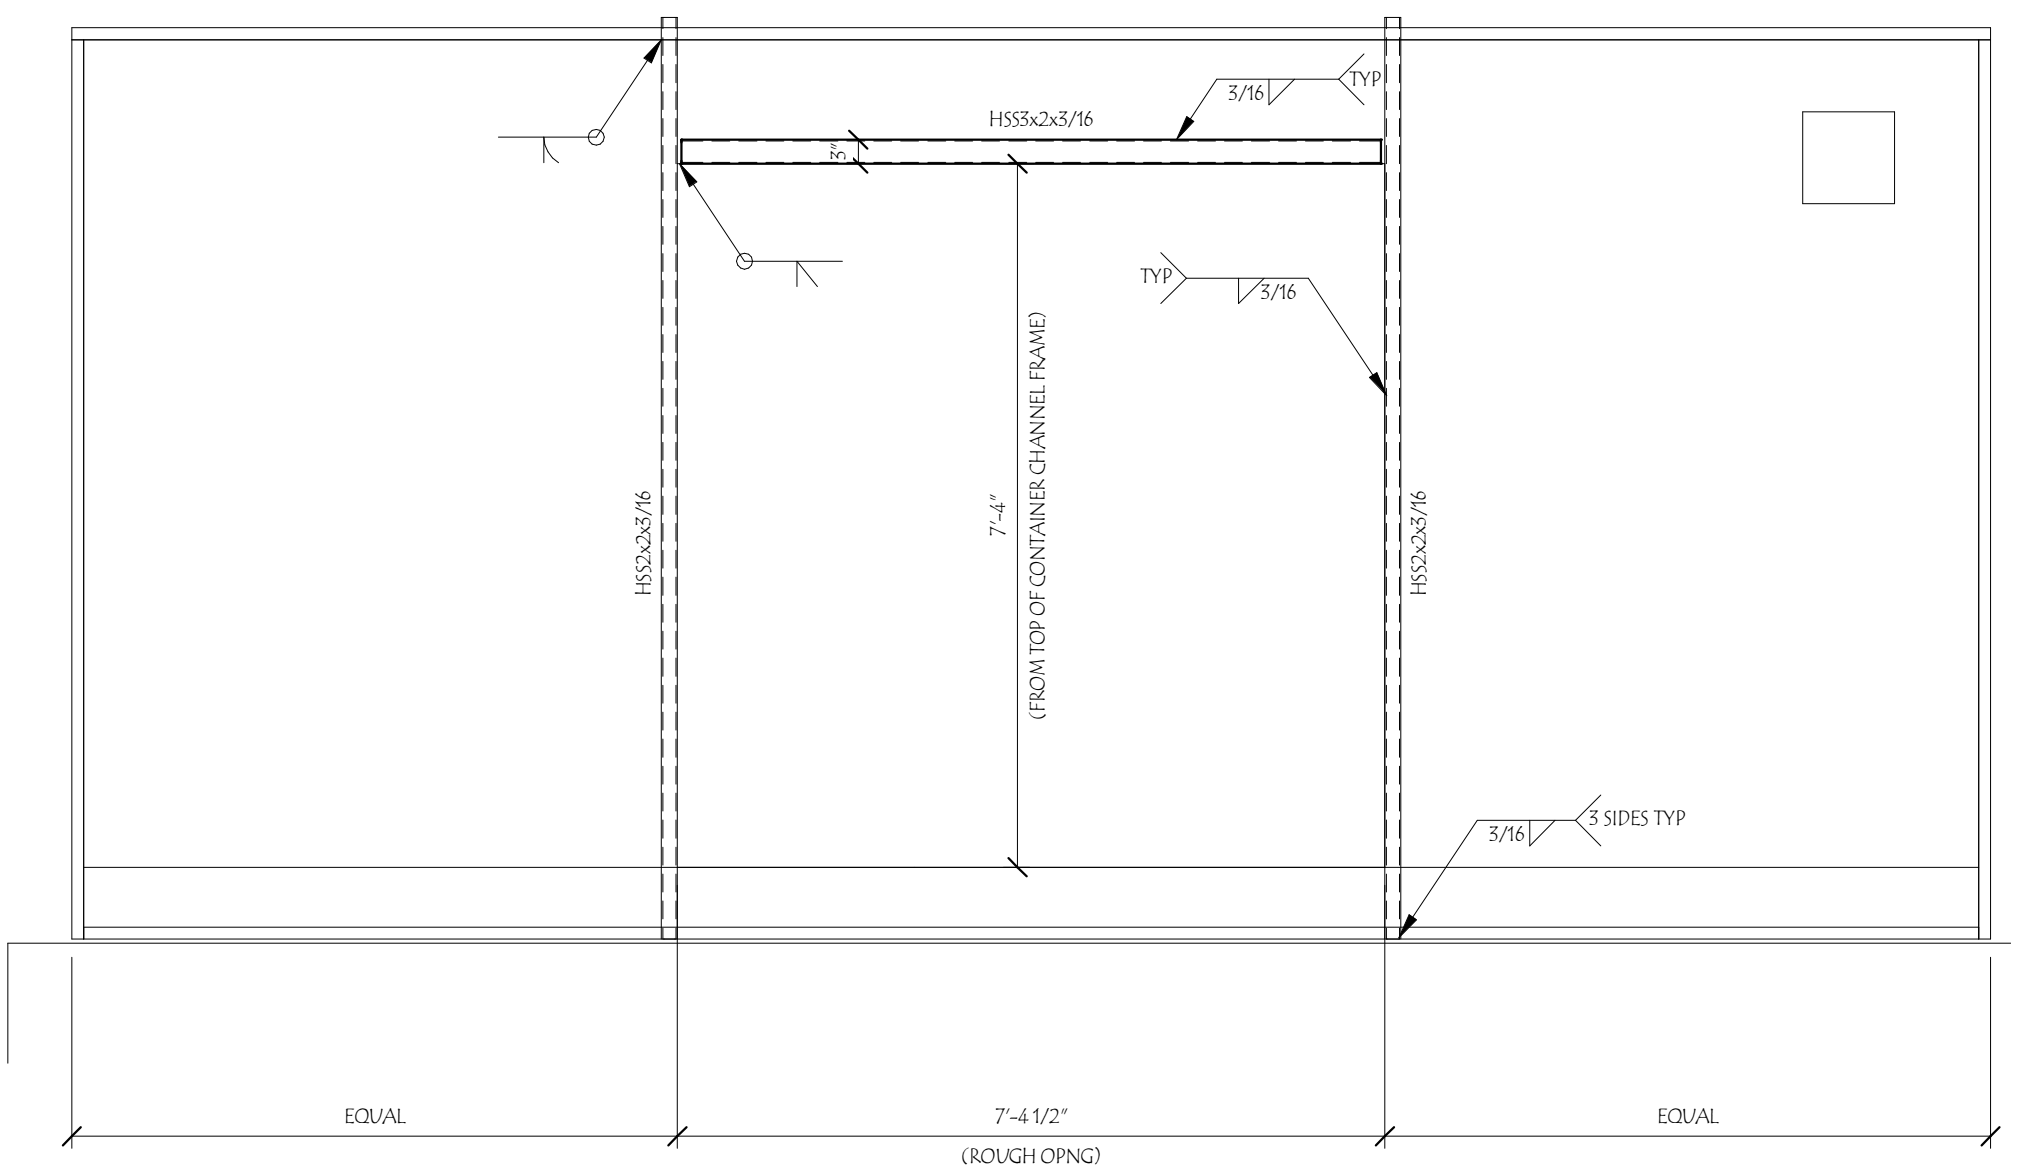 TYP
3/16
HSS3x2x3/16
3"
TYP
3/16
7'-4"
(FROM TOP OF CONTAINER CHANNEL FRAME)
HSS2x2x3/16
HSS2x2x3/16
3 SIDES TYP
3/16
EQUAL
7'-4 1/2"
EQUAL
(ROUGH OPNG)